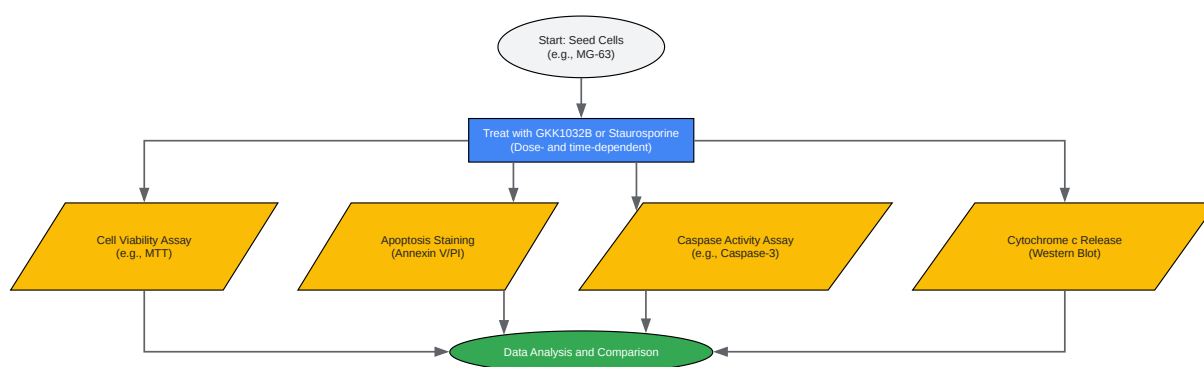 Start: Seed Cells
(e.g., MG-63)
Treat with GKK1032B or Staurosporine
(Dose- and time-dependent)
Cell Viability Assay
(e.g., MTT)
Apoptosis Staining
(Annexin V/PI)
Caspase Activity Assay
(e.g., Caspase-3)
Cytochrome c Release
(Western Blot)
Data Analysis and Comparison